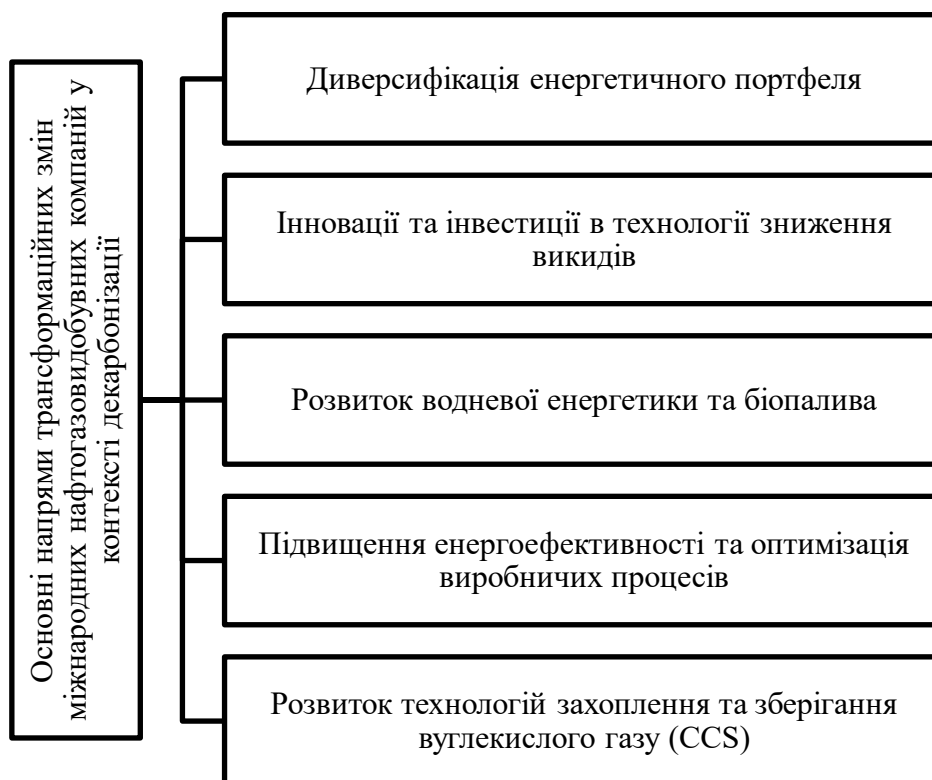 Основні напрями трансформаційних змін
міжнародних нафтогазовидобувних компаній у
контексті декарбонізації
Диверсифікація енергетичного портфеля
Інновації та інвестиції в технології зниження
викидів
Розвиток водневої енергетики та біопалива
Підвищення енергоефективності та оптимізація
виробничих процесів
Розвиток технологій захоплення та зберігання
вуглекислого газу (CCS)